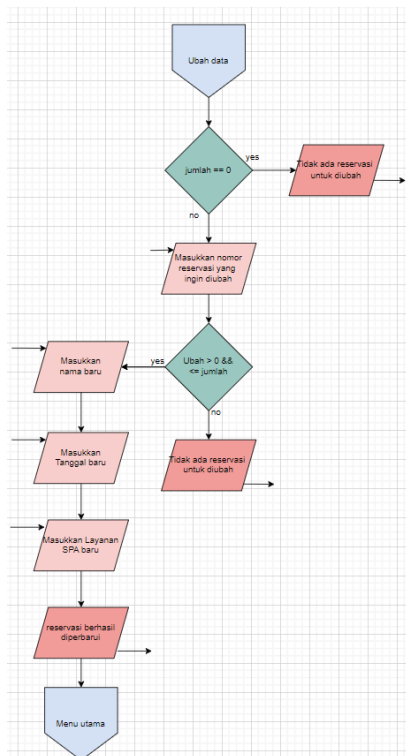 Ubah data
jumlah == 0
yes
Tidak ada reservasi
untuk diubah
no
Masukkan nomor
reservasi yang
ingin diubah
Ubah > 0 &&
<= jumlah
yes
Masukkan
nama baru
no
Tidak ada reservasi
untuk diubah
Masukkan
Tanggal baru
Masukkan Layanan
SPA baru
reservasi berhasil
diperbarui
Menu utama